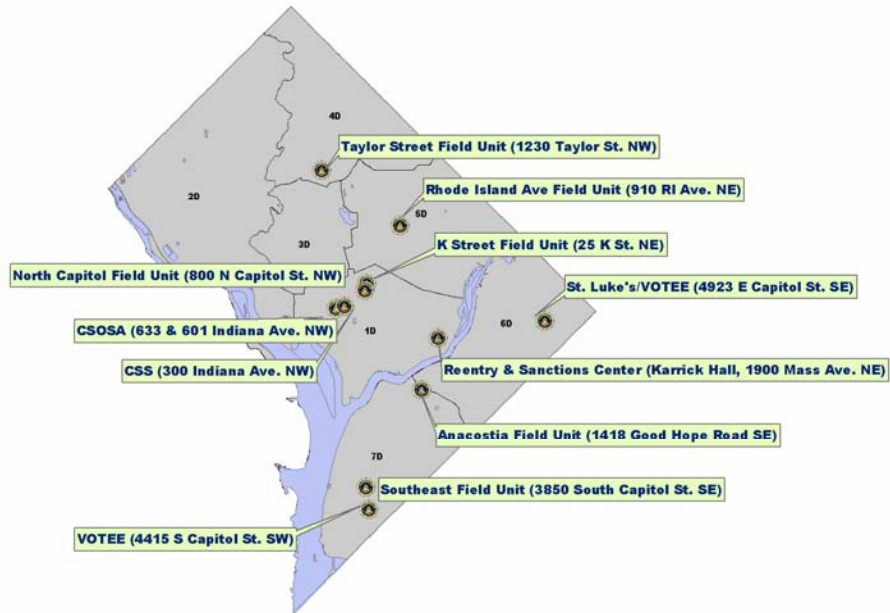 4D
Taylor Street Field Unit (1230 Taylor St. NW)
2D
Rhode Island Ave Field Unit (910 RI Ave. NE)
5D
3D
K Street Field Unit (25 K St. NE)
North Capitol Field Unit (800 N Capitol St. NW)
St. Luke's/VOTEE (4923 E Capitol St. SE)
CSOSA (633 & 601 Indiana Ave. NW)
1D
6D
CSS (300 Indiana Ave. NW)
Reentry & Sanctions Center (Karrick Hall, 1900 Mass Ave. NE)
Anacostia Field Unit (1418 Good Hope Road SE)
7D
Southeast Field Unit (3850 South Capitol St. SE)
VOTEE (4415 S Capitol St. SW)